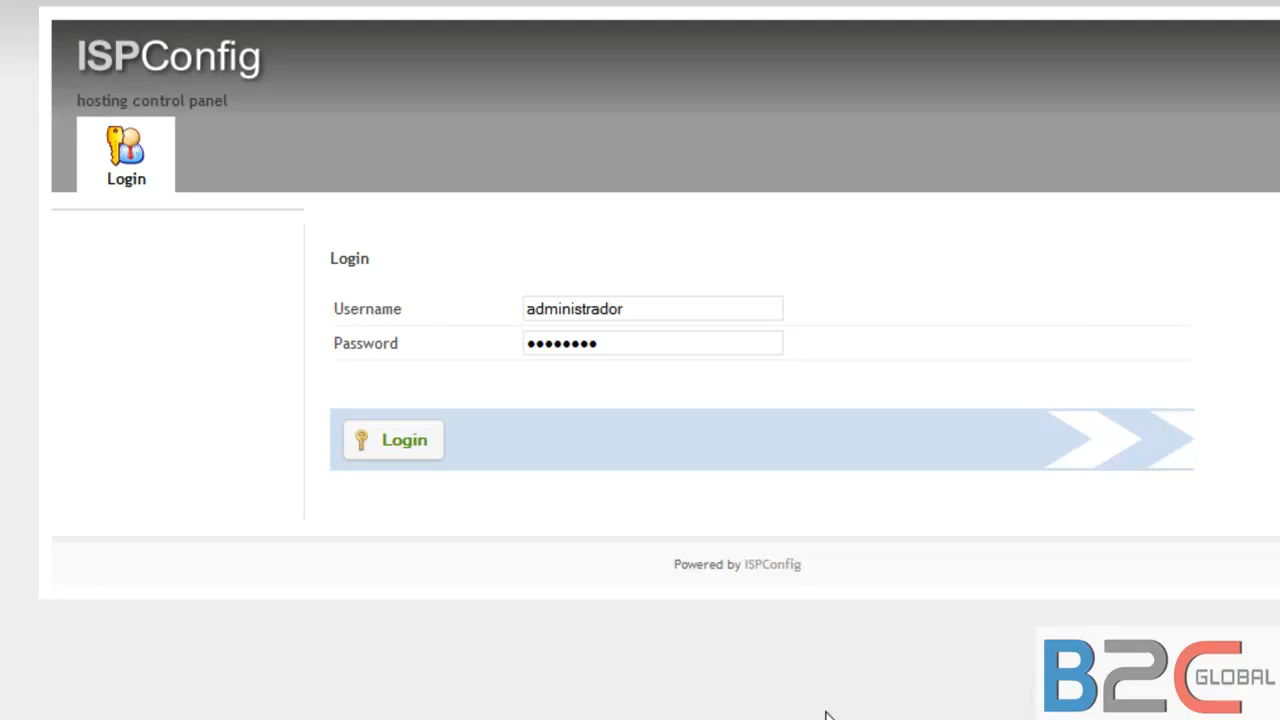 ISPConfig
hosting control panel
Login
Login
Username administrador
Password ••••••••
Login
Powered by ISPConfig
B2C GLOBAL